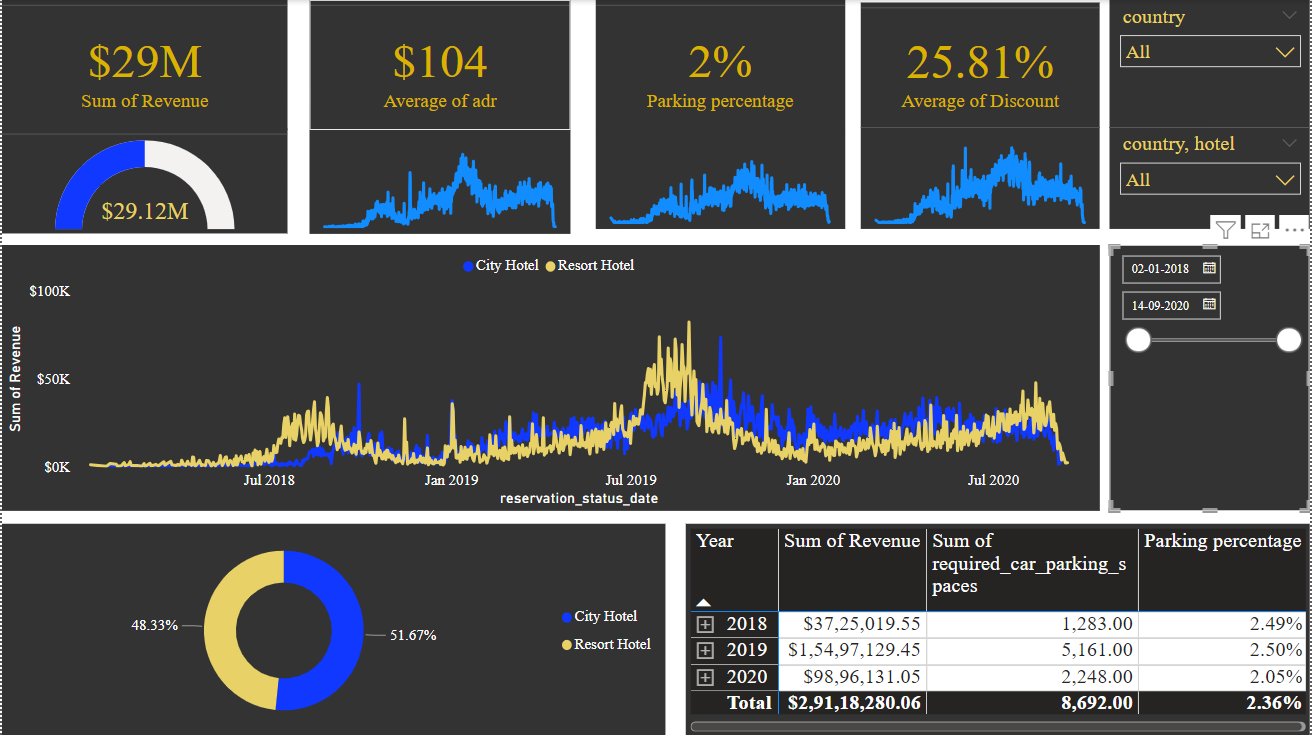 $29M
Sum of Revenue
$104
Average of adr
2%
Parking percentage
25.81%
Average of Discount
country
All
$29.12M
country, hotel
All
City Hotel
Resort Hotel
$100K
$50K
$0K
Sum of Revenue
Jul 2018
Jan 2019
Jul 2019
Jan 2020
Jul 2020
reservation_status_date
02-01-2018
14-09-2020
48.33%
51.67%
City Hotel
Resort Hotel
Year
Sum of Revenue
Sum of
required_car_parking_s
paces
Parking percentage
2018 $37,25,019.55 1,283.00 2.49%
2019 $1,54,97,129.45 5,161.00 2.50%
2020 $98,96,131.05 2,248.00 2.05%
Total $2,91,18,280.06 8,692.00 2.36%